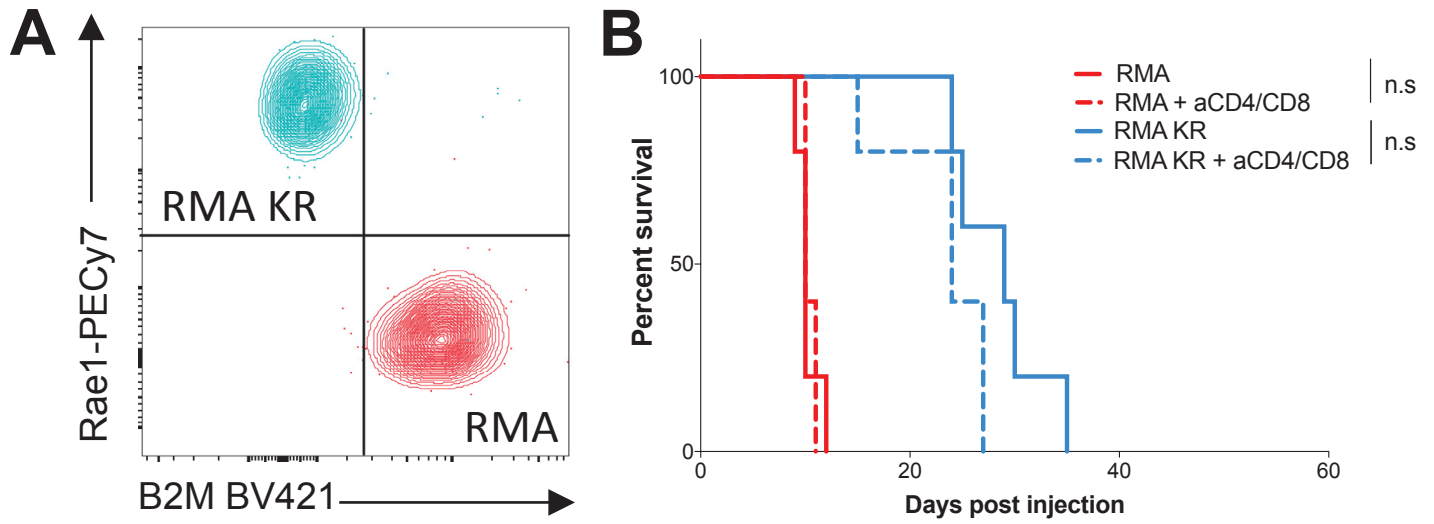 A
Rae1-PECy7
RMA KR
RMA
B2M BV421
B
Percent survival
100
50
0
0
20
40
60
Days post injection
RMA
RMA + aCD4/CD8
n.s
RMA KR
RMA KR + aCD4/CD8
n.s